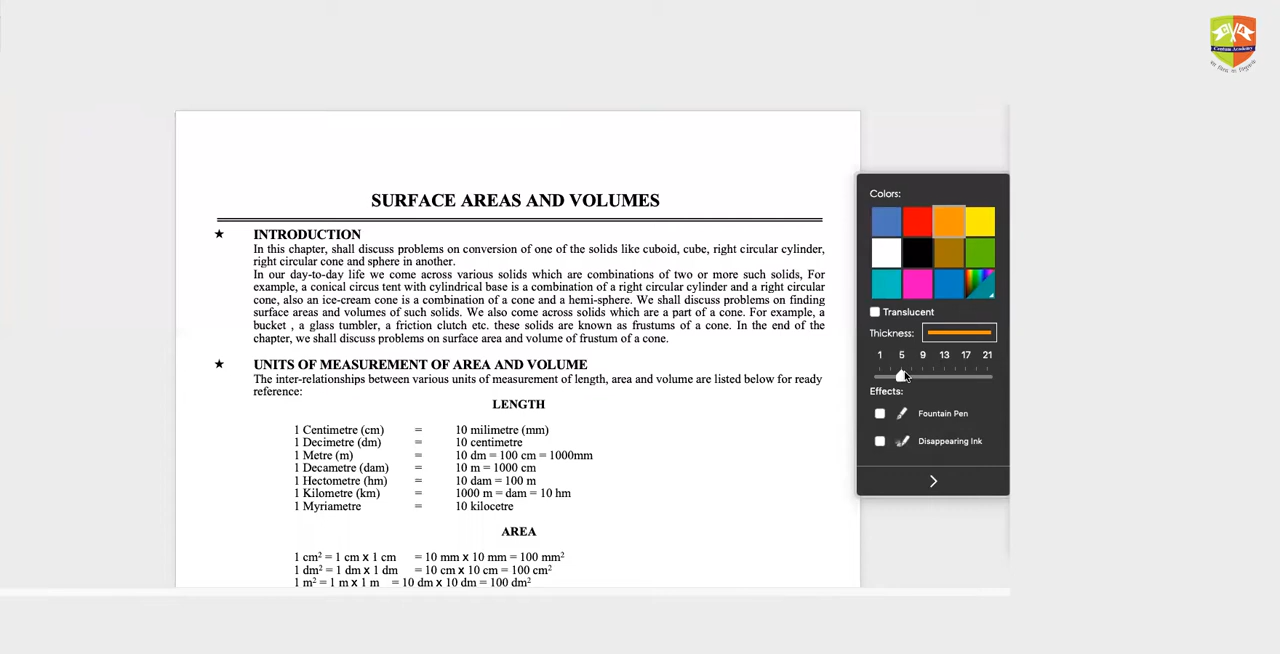 Centum Academy
SURFACE AREAS AND VOLUMES
★ INTRODUCTION
In this chapter, shall discuss problems on conversion of one of the solids like cuboid, cube, right circular cylinder,
right circular cone and sphere in another.
In our day-to-day life we come across various solids which are combinations of two or more such solids, For
example, a conical circus tent with cylindrical base is a combination of a right circular cylinder and a right circular
cone, also an ice-cream cone is a combination of a cone and a hemi-sphere. We shall discuss problems on finding
surface areas and volumes of such solids. We also come across solids which are a part of a cone. For example, a
bucket , a glass tumbler, a friction clutch etc. these solids are known as frustums of a cone. In the end of the
chapter, we shall discuss problems on surface area and volume of frustum of a cone.
★ UNITS OF MEASUREMENT OF AREA AND VOLUME
The inter-relationships between various units of measurement of length, area and volume are listed below for ready
reference:
LENGTH
1 Centimetre (cm) = 10 milimetre (mm)
1 Decimetre (dm) = 10 centimetre
1 Metre (m) = 10 dm = 100 cm = 1000mm
1 Decametre (dam) = 10 m = 1000 cm
1 Hectometre (hm) = 10 dam = 100 m
1 Kilometre (km) = 1000 m = dam = 10 hm
1 Myriametre = 10 kilocetre
AREA
1 cm² = 1 cm x 1 cm = 10 mm x 10 mm = 100 mm²
1 dm² = 1 dm x 1 dm = 10 cm x 10 cm = 100 cm²
1 m² = 1 m x 1 m = 10 dm x 10 dm = 100 dm²
Colors:
Translucent
Thickness:
1 5 9 13 17 21
Effects:
Fountain Pen
Disappearing Ink